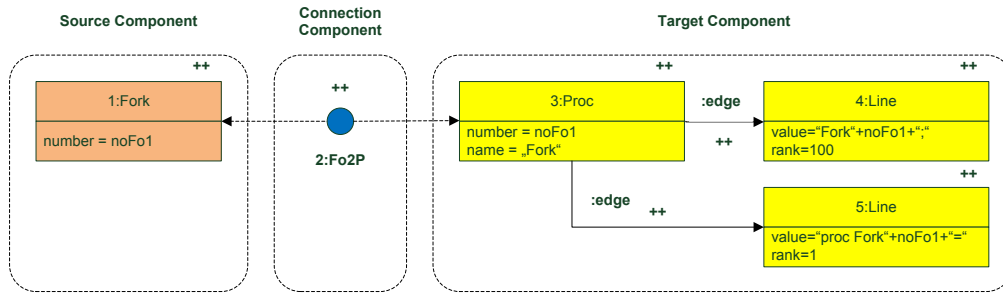 Source Component
Connection
Component
Target Component
++
1:Fork
number = noFo1
++
2:Fo2P
++
3:Proc
number = noFo1
name = „Fork“
:edge
++
++
4:Line
value=“Fork“+noFo1+“;“
rank=100
:edge
++
++
5:Line
value=“proc Fork“+noFo1+“=“
rank=1